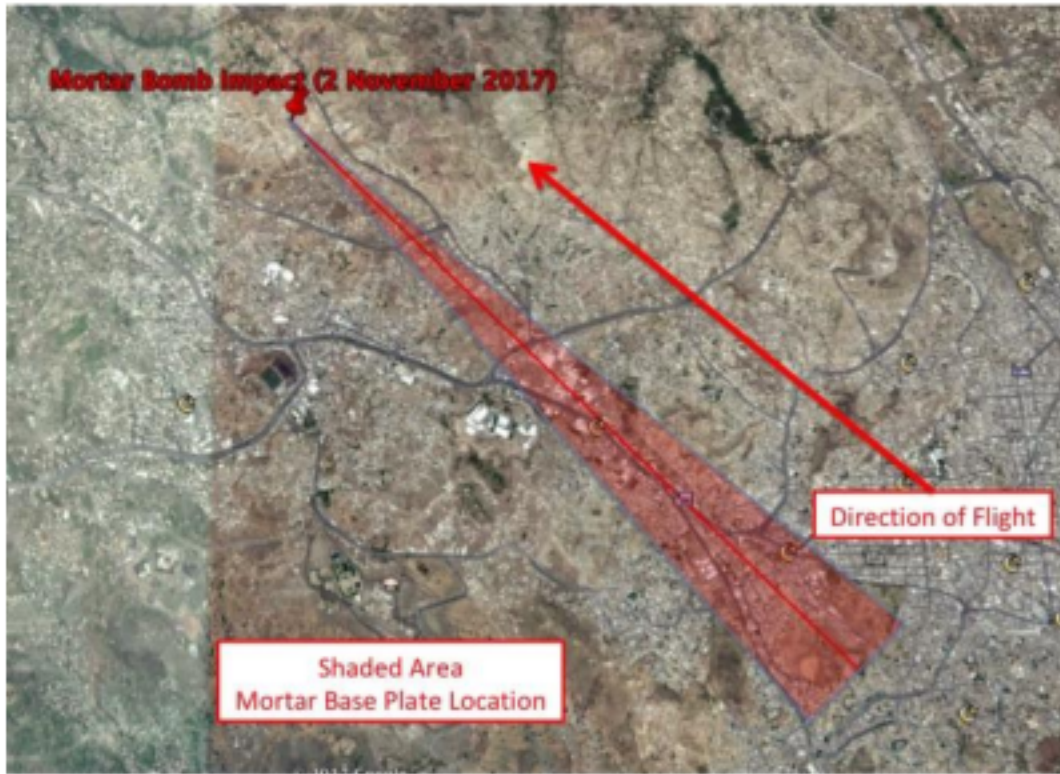 Mortar Bomb Impact (2 November 2017)
Direction of Flight
Shaded Area
Mortar Base Plate Location